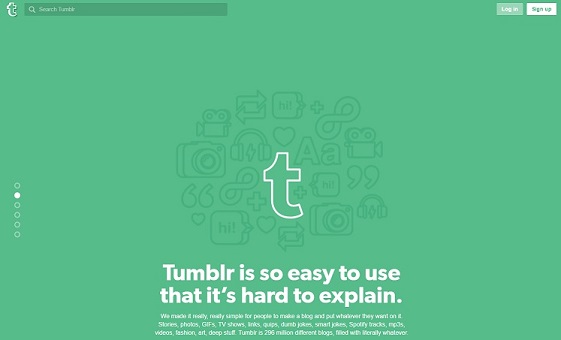 t Search Tumblr Log in Sign up
hi!
Aa
hi!
t
hi!
Tumblr is so easy to use
that it's hard to explain.
We made it really, really simple for people to make a blog and put whatever they want on it.
Stories, photos, GIFs, TV shows, links, quips, dumb jokes, smart jokes, Spotify tracks, mp3s,
videos, fashion, art, deep stuff. Tumblr is 296 million different blogs, filled with literally whatever.